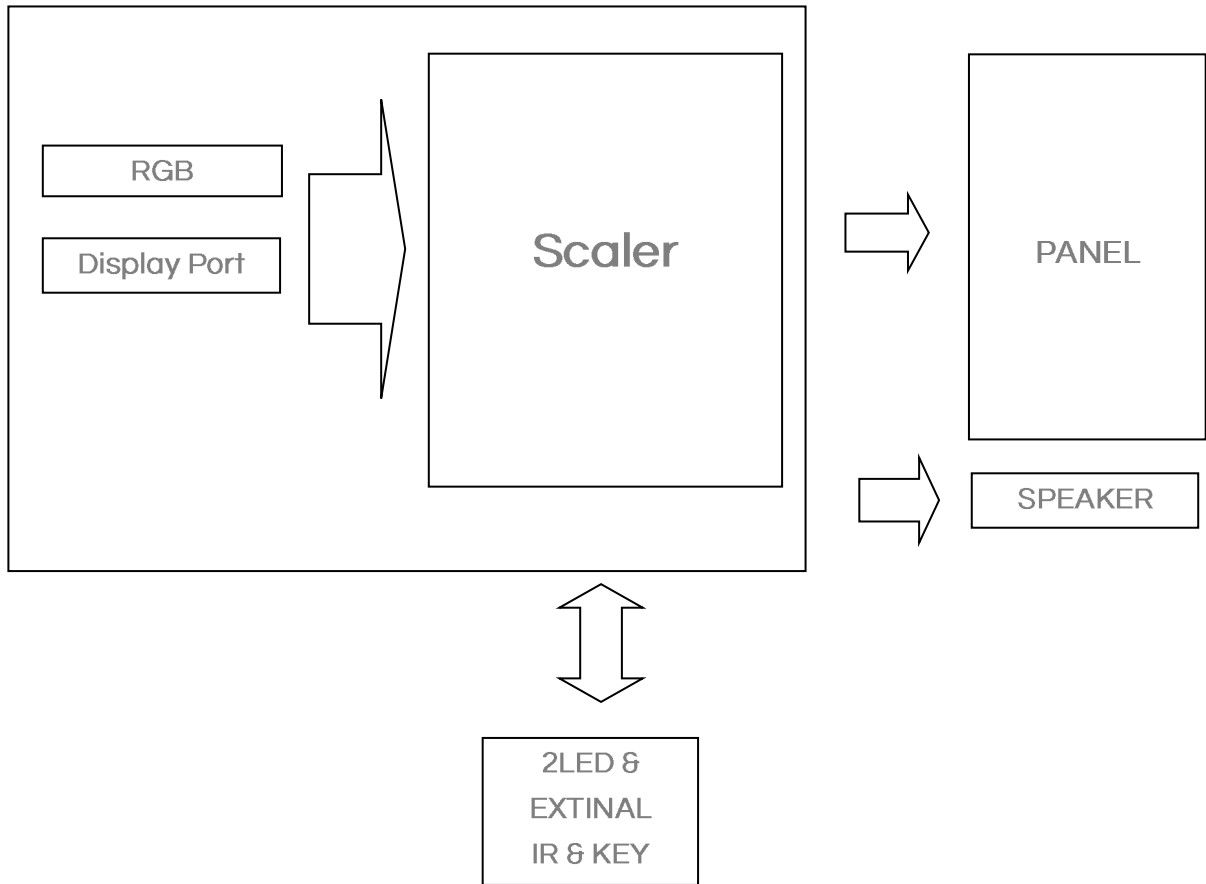 RGB
Display Port
Scaler
PANEL
SPEAKER
2LED &
EXTINAL
IR & KEY